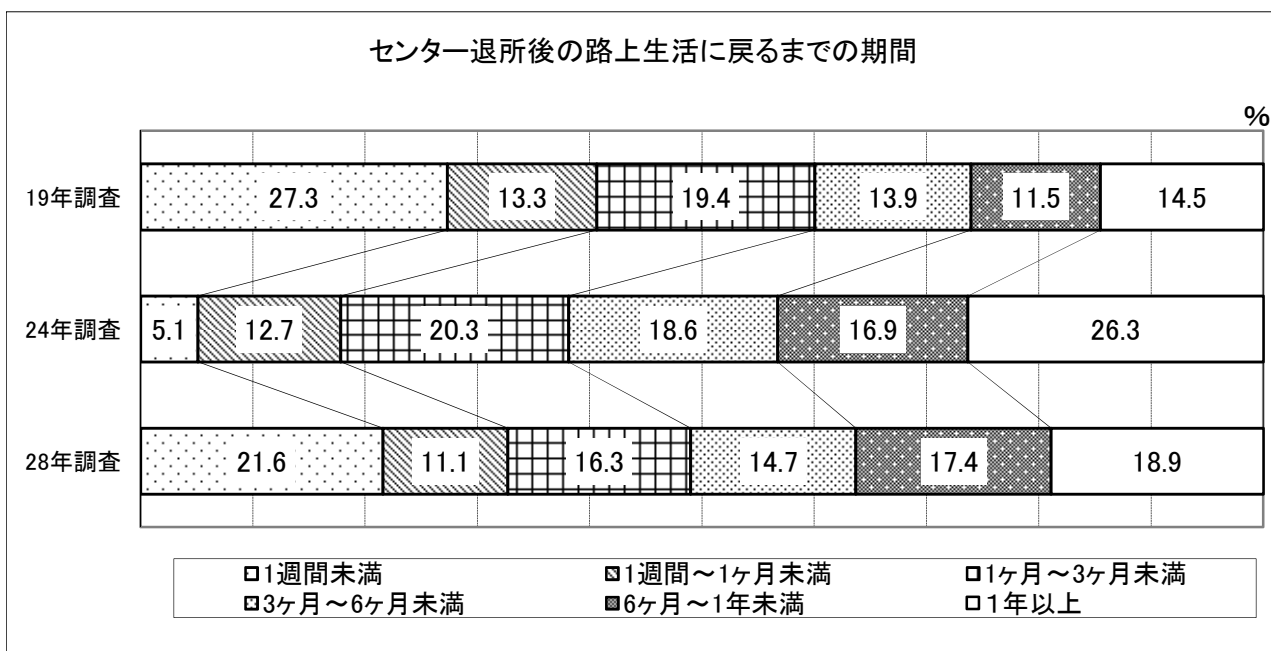 センター退所後の路上生活に戻るまでの期間
%
19年調査 27.3 13.3 19.4 13.9 11.5 14.5
24年調査 5.1 12.7 20.3 18.6 16.9 26.3
28年調査 21.6 11.1 16.3 14.7 17.4 18.9
1週間未満 1週間～1ヶ月未満 1ヶ月～3ヶ月未満
3ヶ月～6ヶ月未満 6ヶ月～1年未満 1年以上